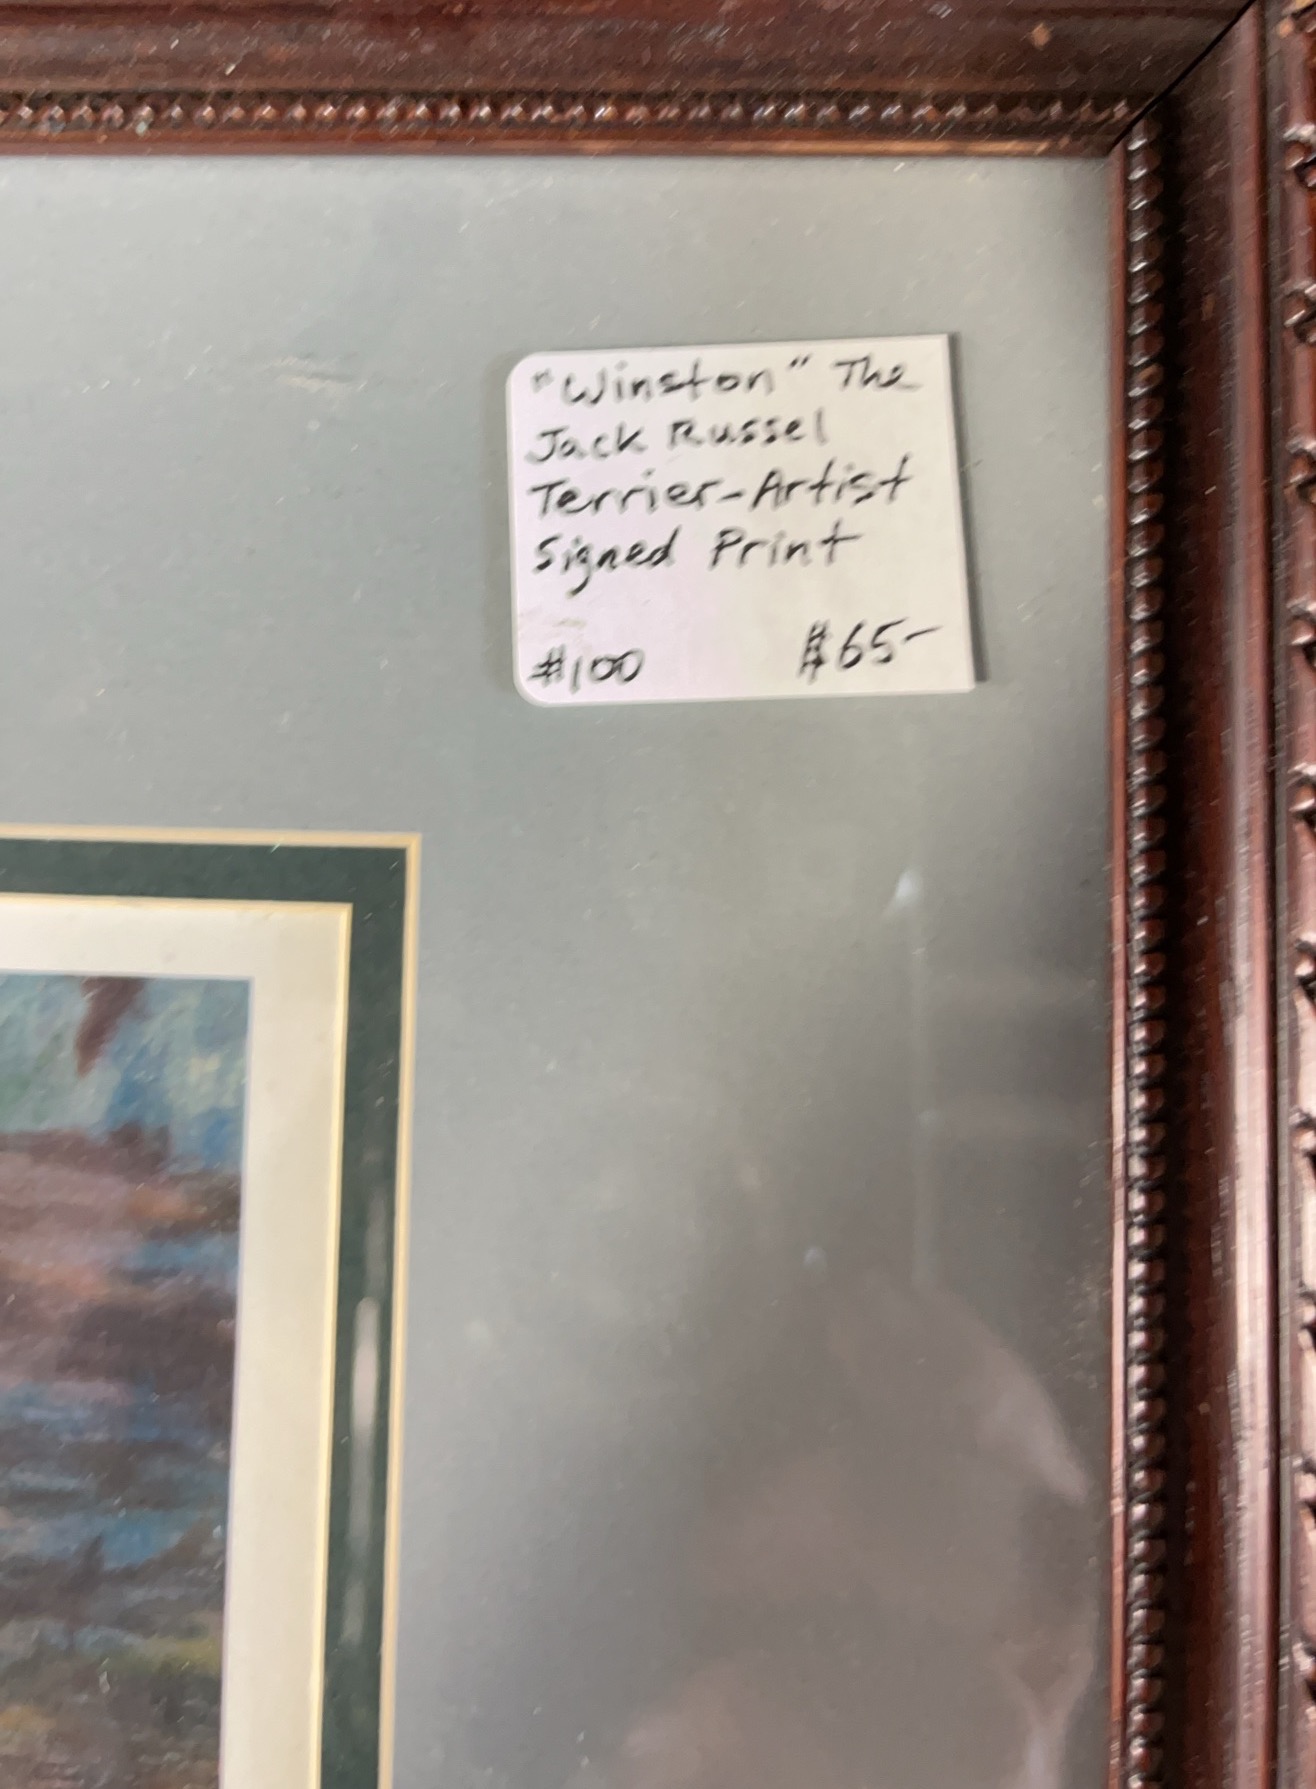 "Winston" The
Jack Russel
Terrier-Artist
Signed Print
#100 $65-